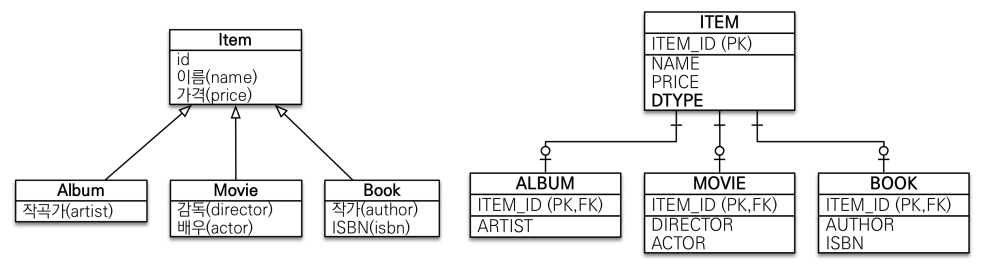 Item
id
이름(name)
가격(price)
Album
작곡가(artist)
Movie
감독(director)
배우(actor)
Book
작가(author)
ISBN(isbn)
ITEM
ITEM_ID (PK)
NAME
PRICE
DTYPE
ALBUM
ITEM_ID (PK,FK)
ARTIST
MOVIE
ITEM_ID (PK,FK)
DIRECTOR
ACTOR
BOOK
ITEM_ID (PK,FK)
AUTHOR
ISBN